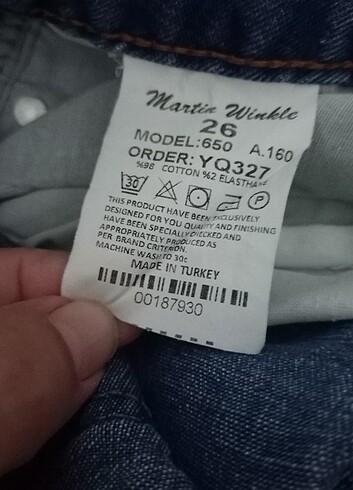 Martin Winkle
26
MODEL:650 A.160
ORDER: YQ327
%98 COTTON %2 ELASTHANE
30 P
THIS PRODUCT HAVE BEEN EXCLUSIVELY
DESIGNED FOR YOU QUALITY AND FINISHING
HAVE BEEN SPECIALLY CHECKED AND
APPROPRIATELY PRODUCED AS
PER BRAND CRITERION.
MACHINE WASH TO 30c
MADE IN TURKEY
00187930